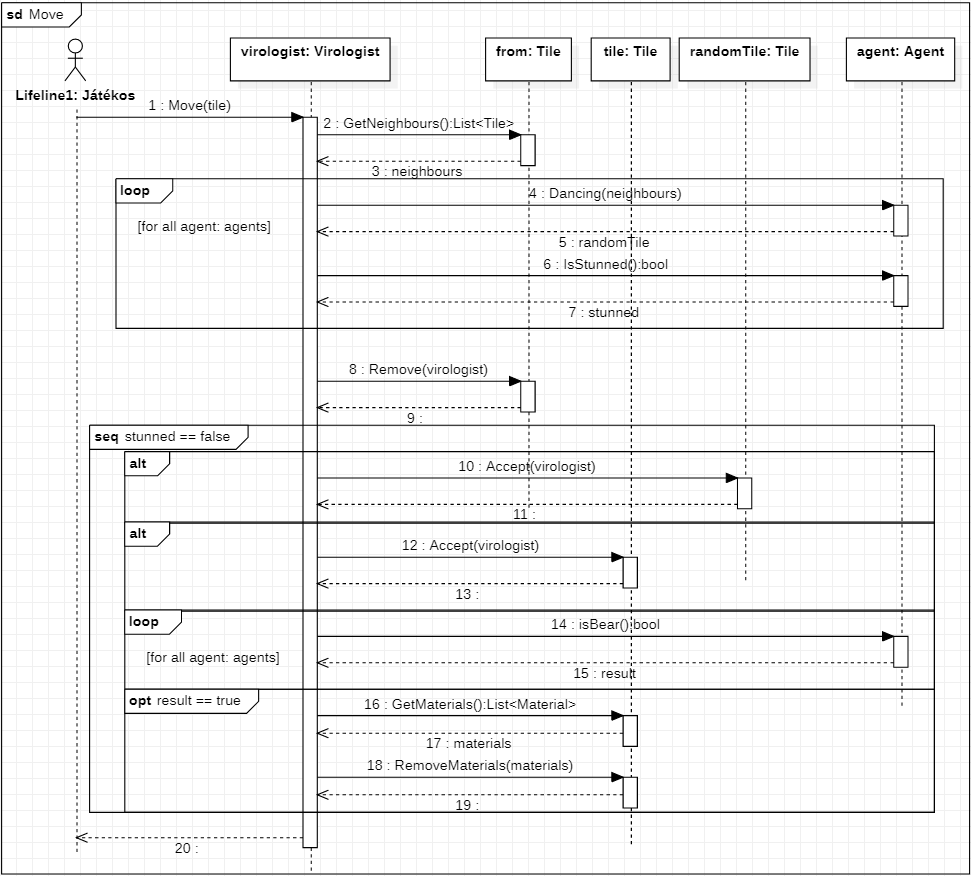 sd Move
virologist: Virologist
from: Tile
tile: Tile
randomTile: Tile
agent: Agent
Lifeline1: Játékos
1 : Move(tile)
2 : GetNeighbours():List<Tile>
3 : neighbours
loop
4 : Dancing(neighbours)
[for all agent: agents]
5 : randomTile
6 : IsStunned():bool
7 : stunned
8 : Remove(virologist)
9 :
seq stunned == false
alt
10 : Accept(virologist)
11 :
alt
12 : Accept(virologist)
13 :
loop
14 : isBear():bool
[for all agent: agents]
15 : result
opt result == true
16 : GetMaterials():List<Material>
17 : materials
18 : RemoveMaterials(materials)
19 :
20 :